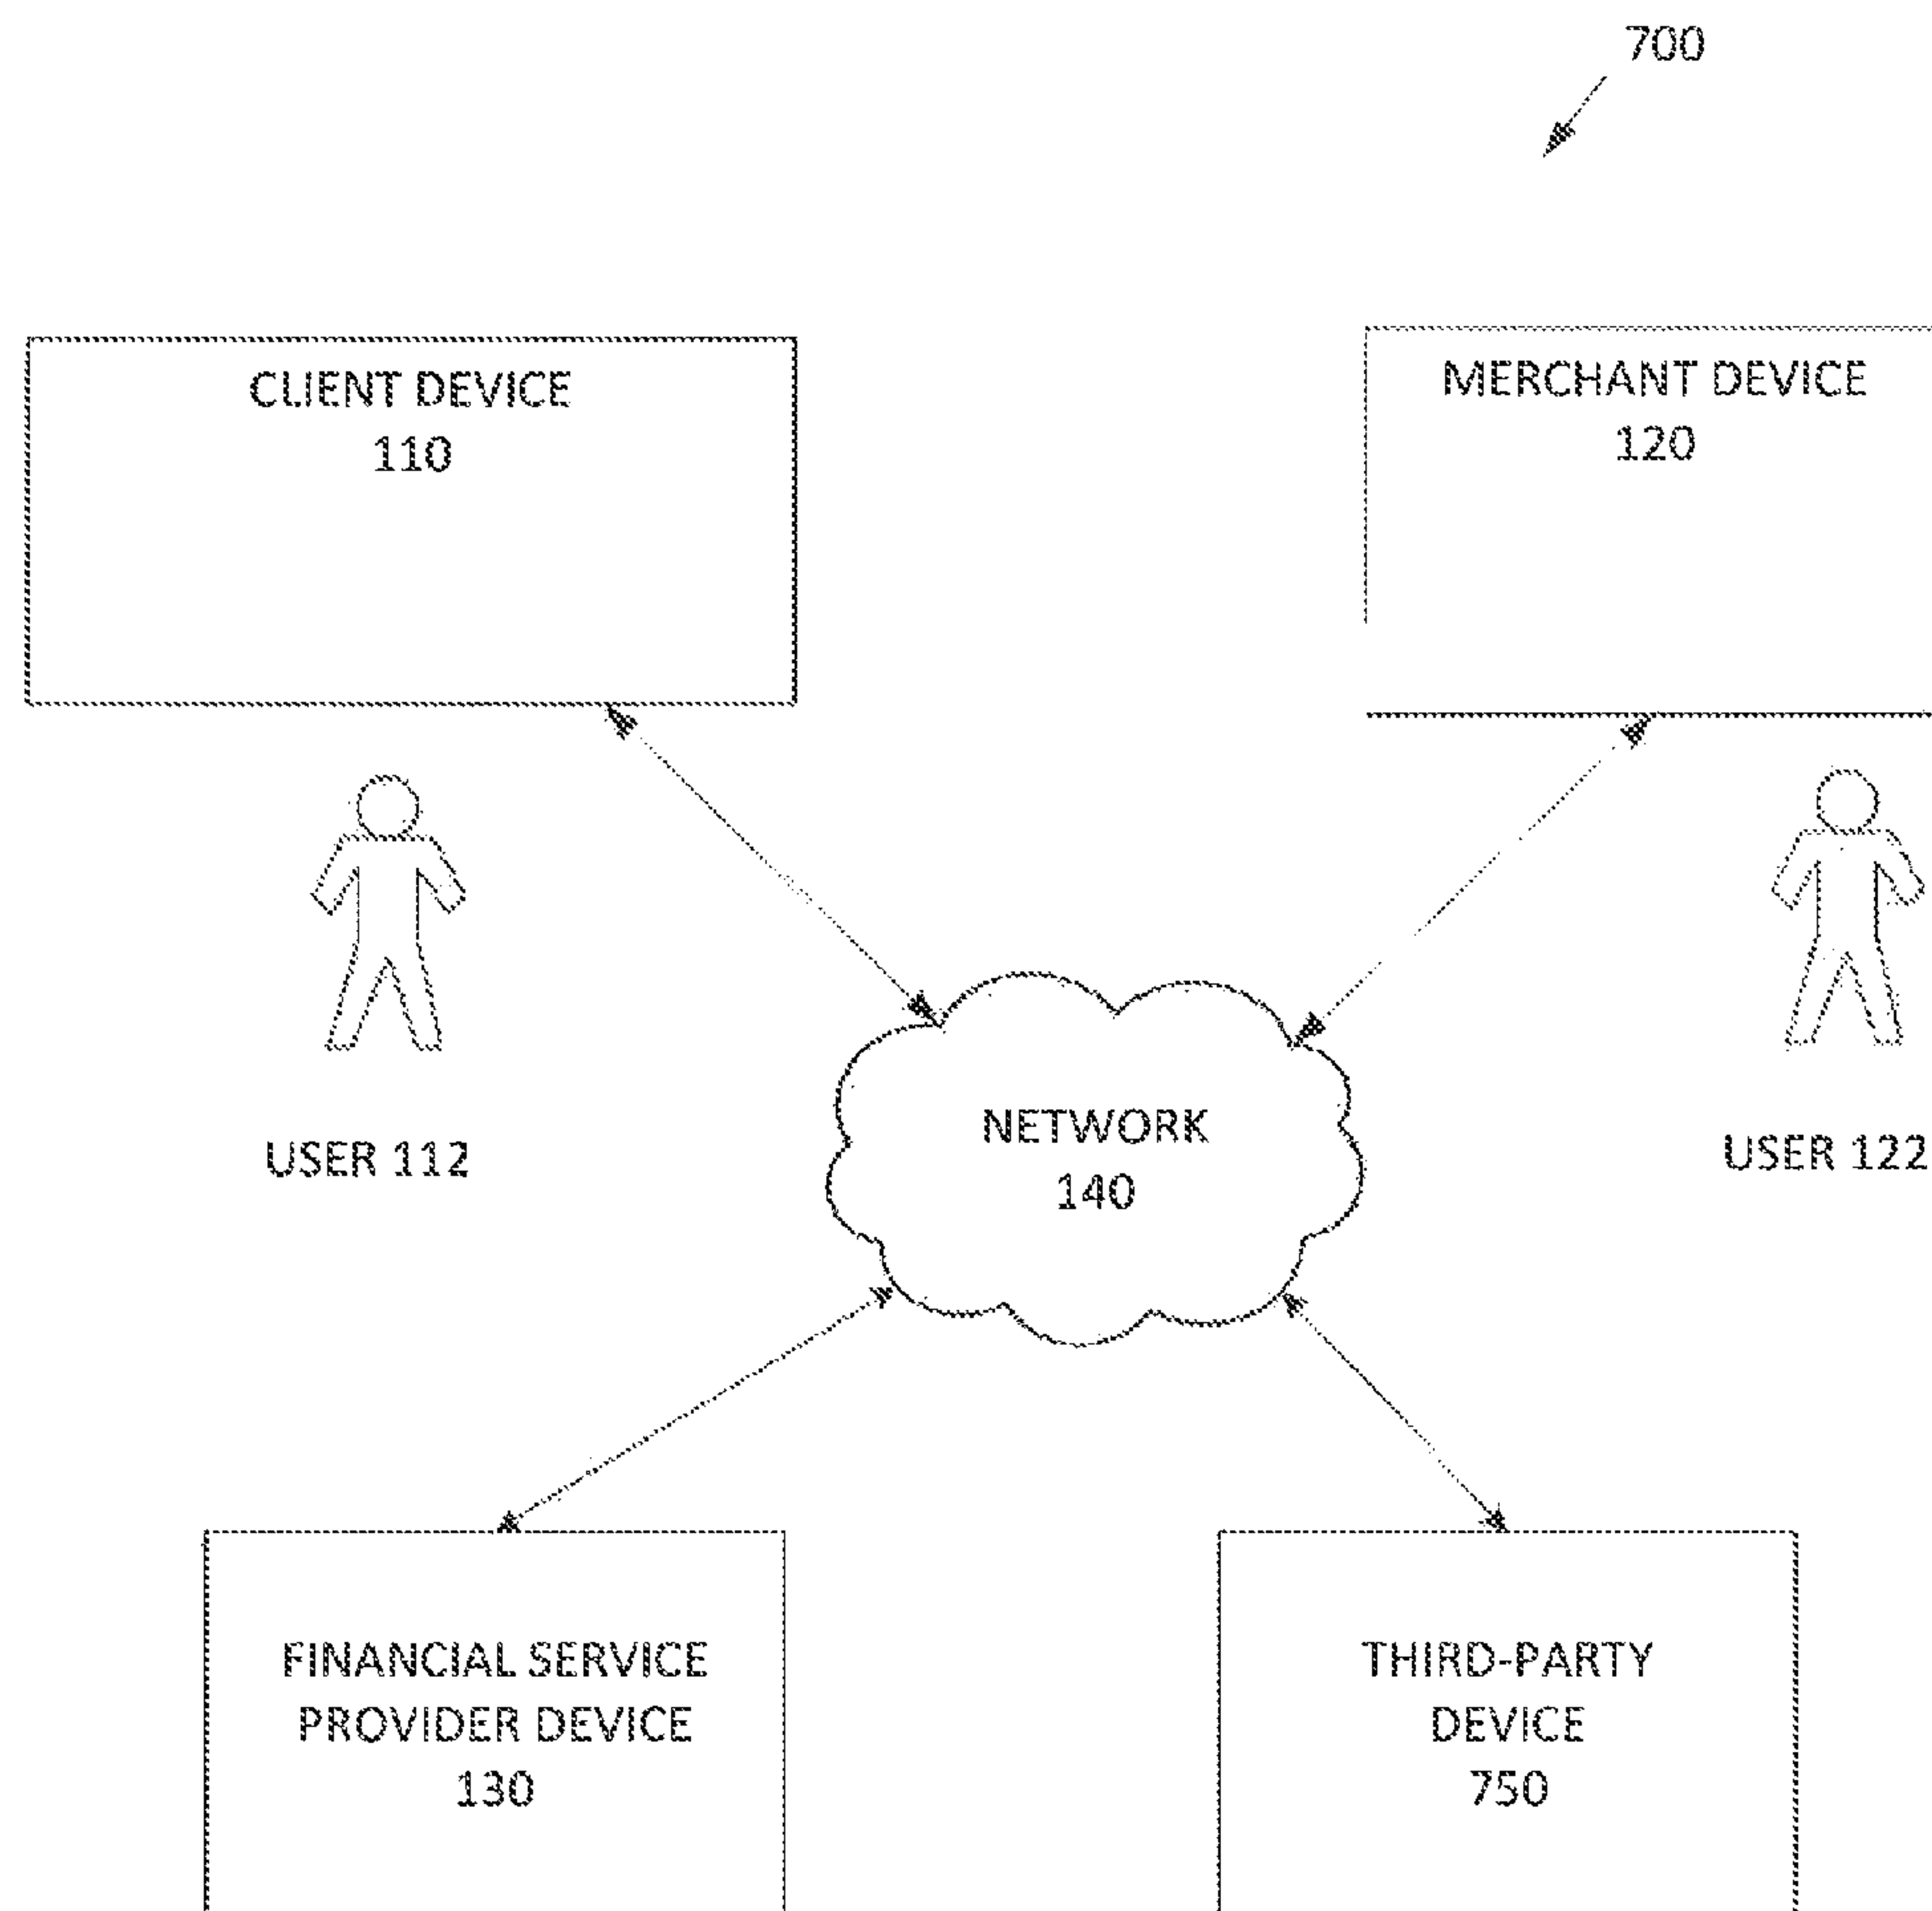 700
CLIENT DEVICE
110
MERCHANT DEVICE
120
NETWORK
140
USER 112
USER 122
FINANCIAL SERVICE
PROVIDER DEVICE
130
THIRD-PARTY
DEVICE
750